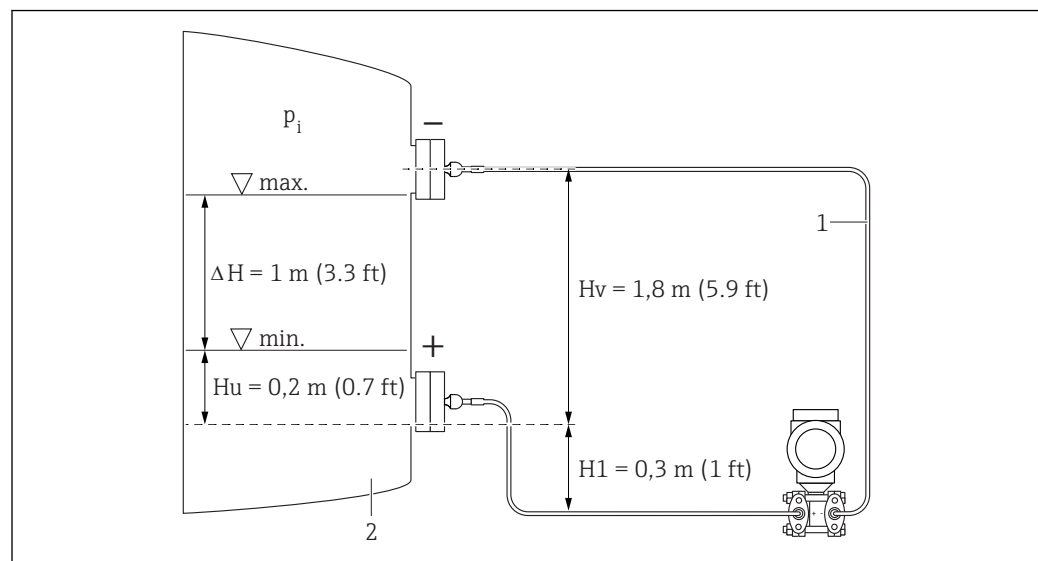 pi
−
max.
1
ΔH = 1 m (3.3 ft)
Hv = 1,8 m (5.9 ft)
min.
+
Hu = 0,2 m (0.7 ft)
H1 = 0,3 m (1 ft)
+ -
2